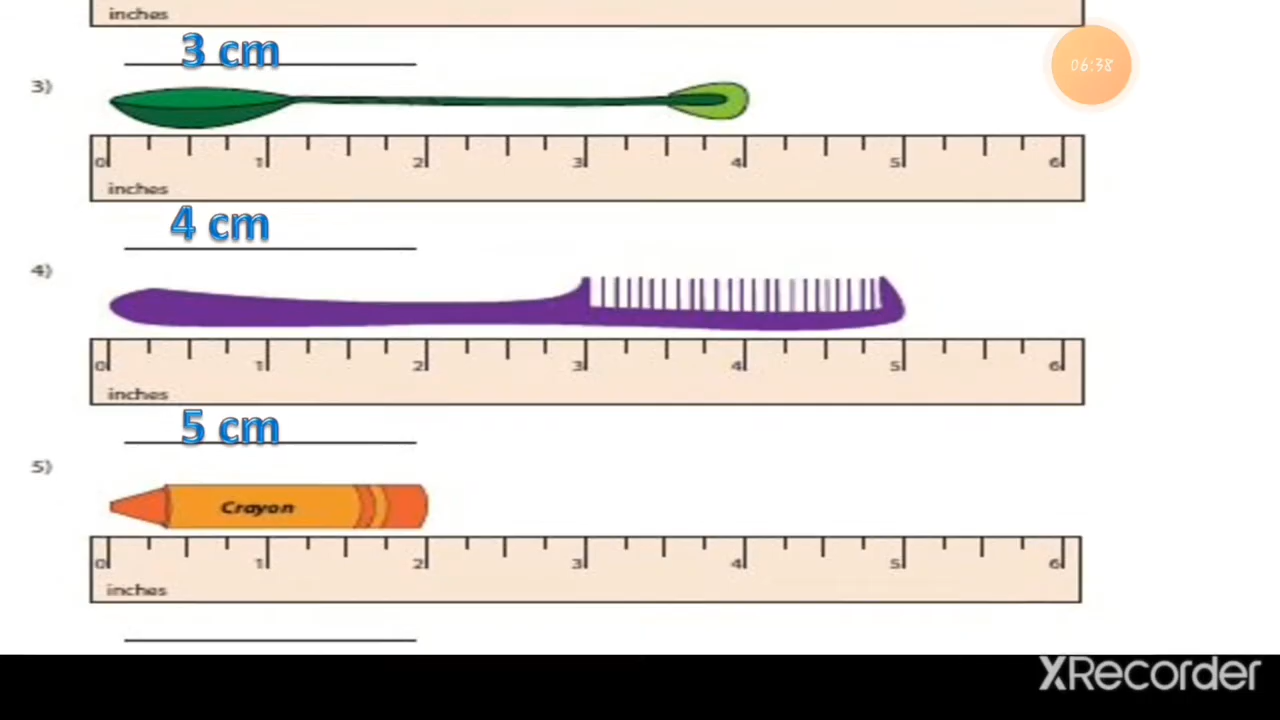 inches
3 cm
06:38
3)
0 1 2 3 4 5 6
inches
4 cm
4)
0 1 2 3 4 5 6
inches
5 cm
5)
Crayon
0 1 2 3 4 5 6
inches
XRecorder